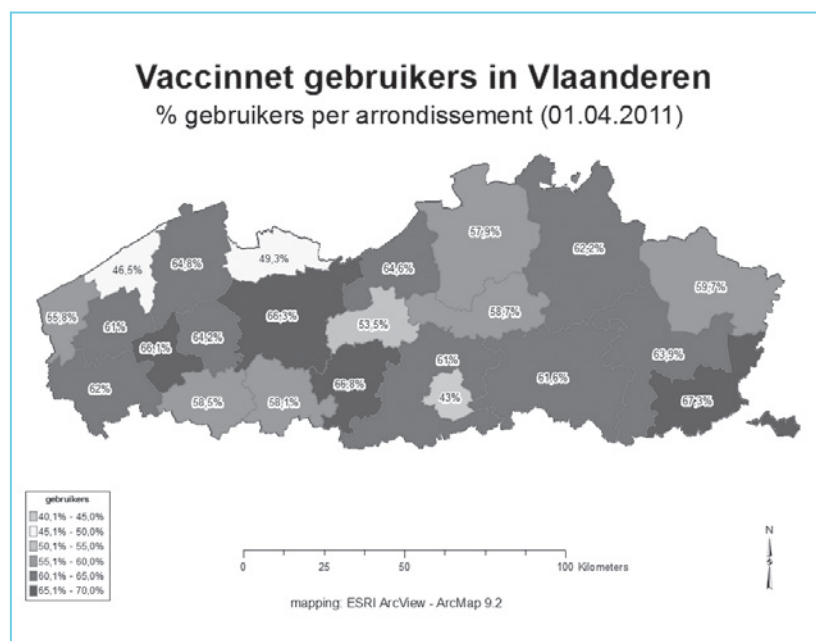 Vaccinnet gebruikers in Vlaanderen
% gebruikers per arrondissement (01.04.2011)
57,9%
62,2%
49,3%
64,8%
46,5%
64,6%
59,7%
55,8%
61%
66,3%
58,7%
53,5%
64,2%
66,1%
61%
63,9%
62%
66,8%
61,6%
58,5%
58,1%
43%
67,3%
gebruikers
40,1% - 45,0%
45,1% - 50,0%
50,1% - 55,0%
55,1% - 60,0%
60,1% - 65,0%
65,1% - 70,0%
N
0 25 50 100 Kilometers
mapping: ESRI ArcView - ArcMap 9.2